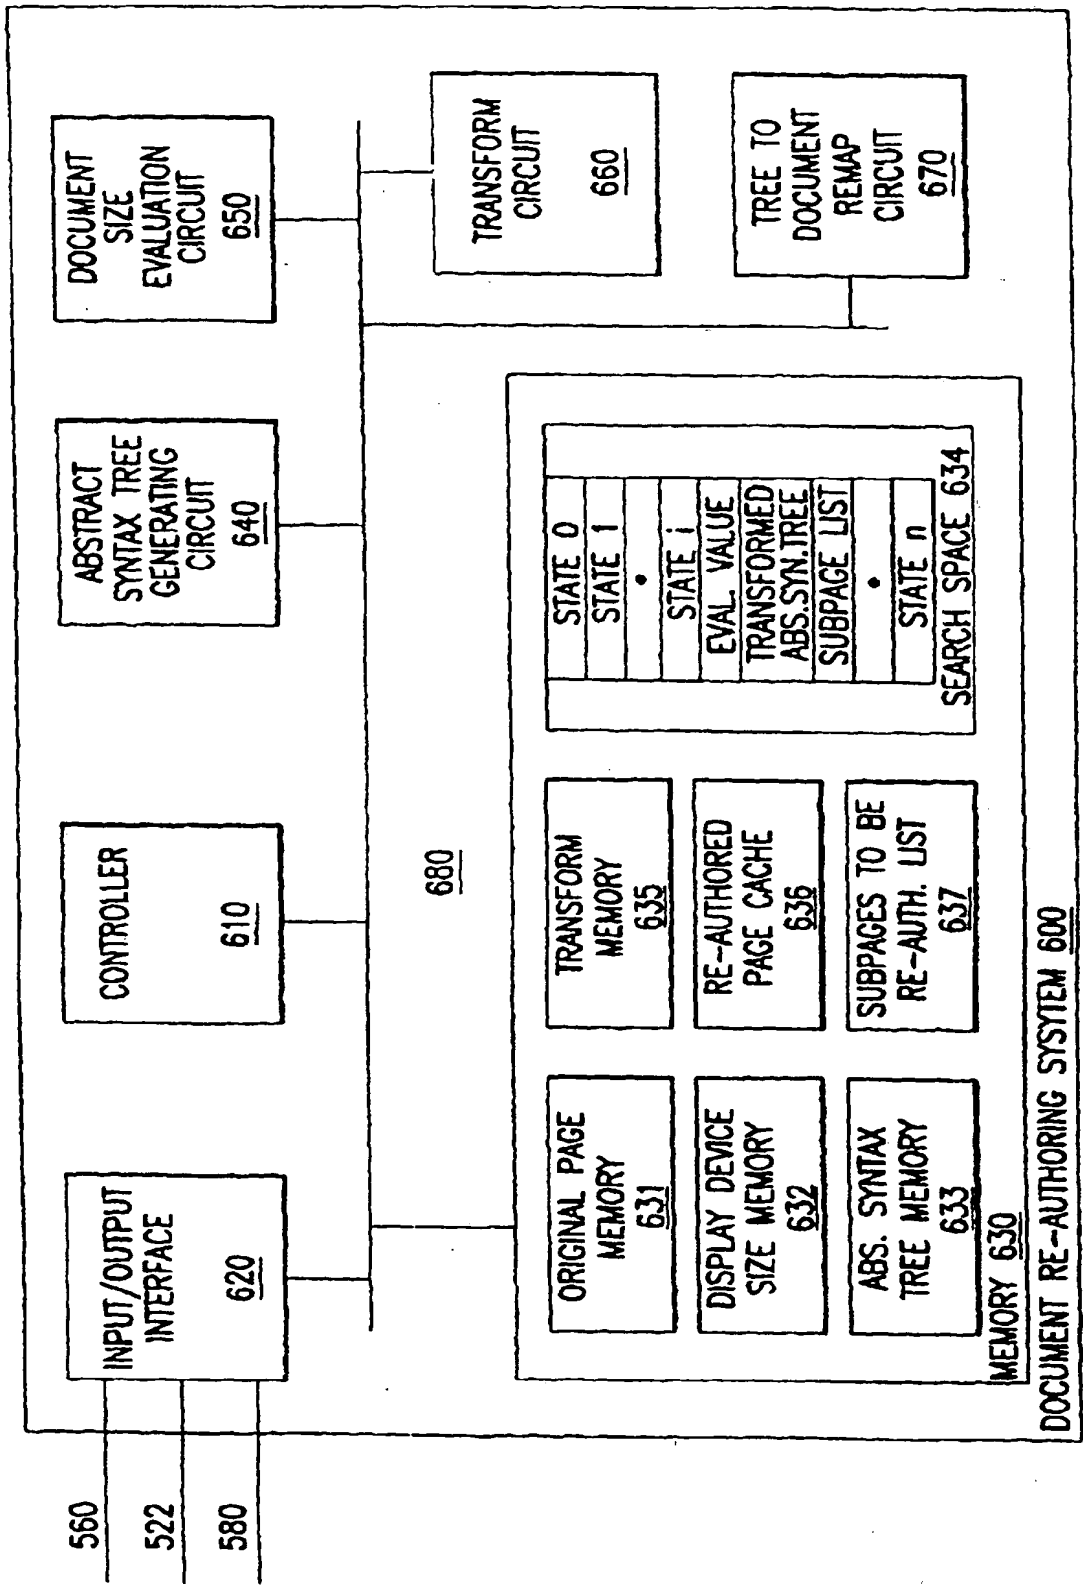 560
522
580
INPUT/OUTPUT
INTERFACE
620
CONTROLLER
610
ABSTRACT
SYNTAX TREE
GENERATING
CIRCUIT
640
DOCUMENT
SIZE
EVALUATION
CIRCUIT
650
680
TRANSFORM
CIRCUIT
660
TREE TO
DOCUMENT
REMAP
CIRCUIT
670
ORIGINAL PAGE
MEMORY
631
DISPLAY DEVICE
SIZE MEMORY
632
ABS. SYNTAX
TREE MEMORY
633
TRANSFORM
MEMORY
635
RE-AUTHORED
PAGE CACHE
636
SUBPAGES TO BE
RE-AUTH. LIST
637
STATE 0
STATE 1
•
STATE i
EVAL. VALUE
TRANSFORMED
ABS.SYN.TREE
SUBPAGE LIST
•
STATE n
SEARCH SPACE 634
MEMORY 630
DOCUMENT RE-AUTHORING SYSYTEM 600